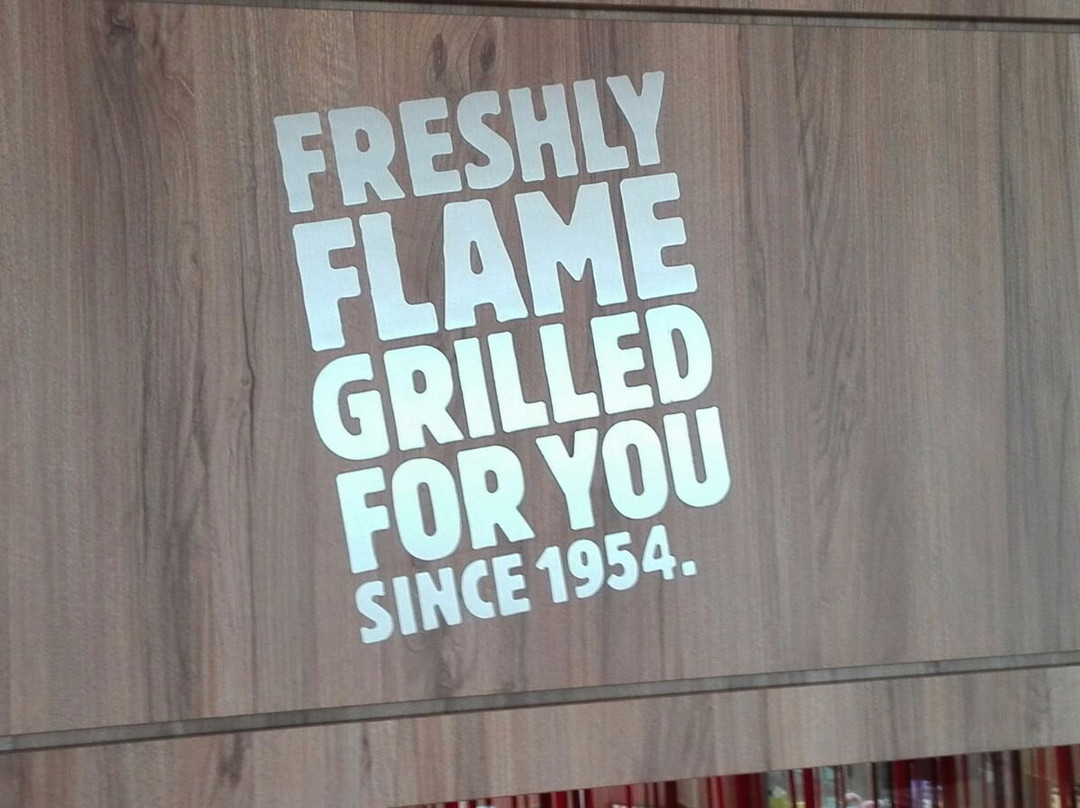 FRESHLY
FLAME
GRILLED
FOR YOU
SINCE 1954.